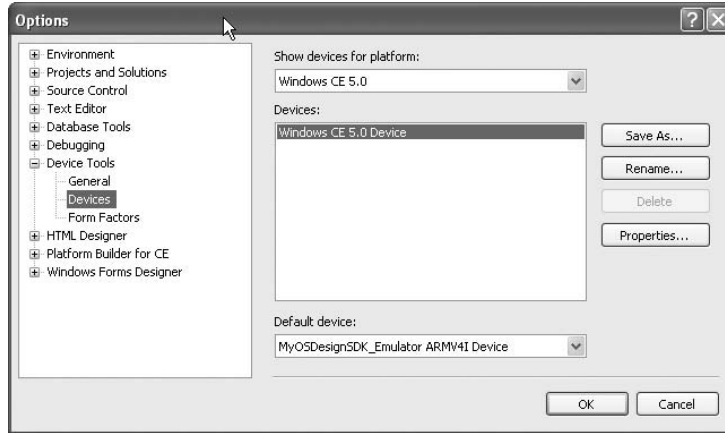 Options
Environment
Projects and Solutions
Source Control
Text Editor
Database Tools
Debugging
Device Tools
General
Devices
Form Factors
HTML Designer
Platform Builder for CE
Windows Forms Designer
Show devices for platform:
Windows CE 5.0
Devices:
Windows CE 5.0 Device
Save As...
Rename...
Delete
Properties...
Default device:
MyOSDesignSDK_Emulator ARMV4I Device
OK
Cancel